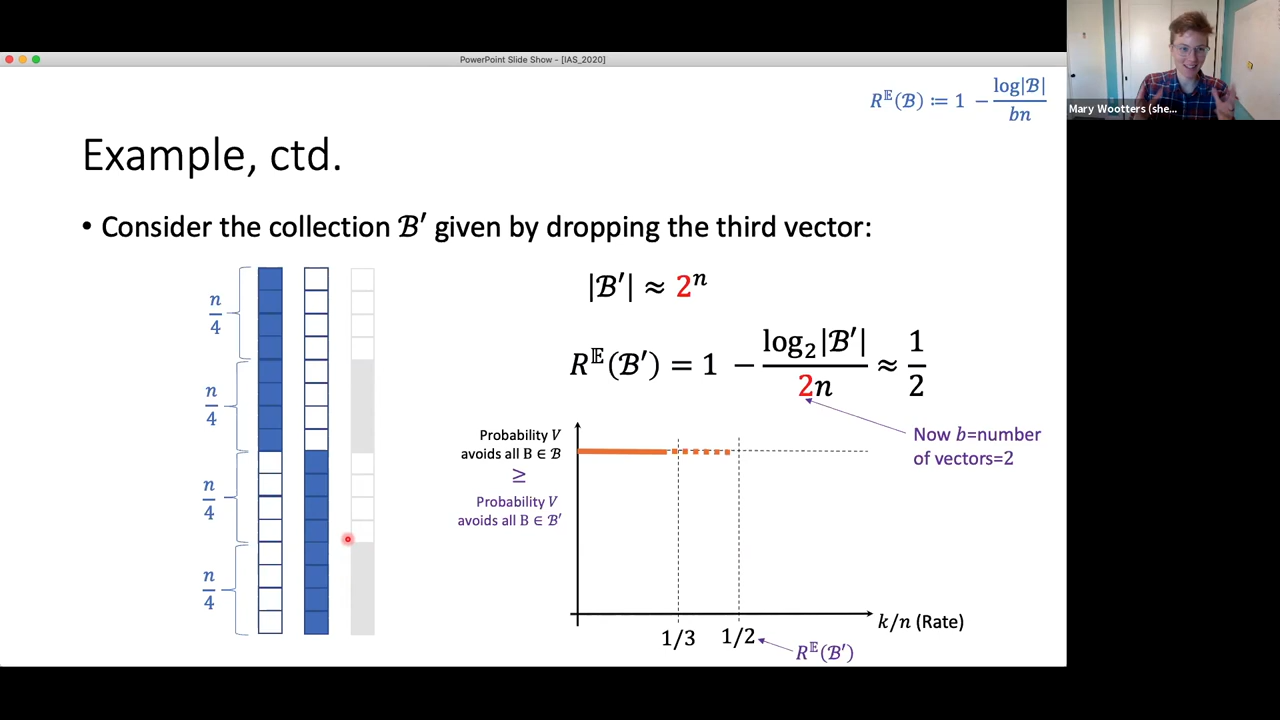 PowerPoint Slide Show - [IAS_2020]
Mary Wootters (she...
R^𝔼(ℬ) ≔ 1 − log|ℬ| / bn
Example, ctd.
• Consider the collection ℬ′ given by dropping the third vector:
n/4
n/4
n/4
n/4
|ℬ′| ≈ 2^n
R^𝔼(ℬ′) = 1 − log₂|ℬ′| / 2n ≈ 1/2
Now b=number
of vectors=2
Probability V
avoids all B ∈ ℬ
≥
Probability V
avoids all B ∈ ℬ′
k/n (Rate)
1/3
1/2
R^𝔼(ℬ′)